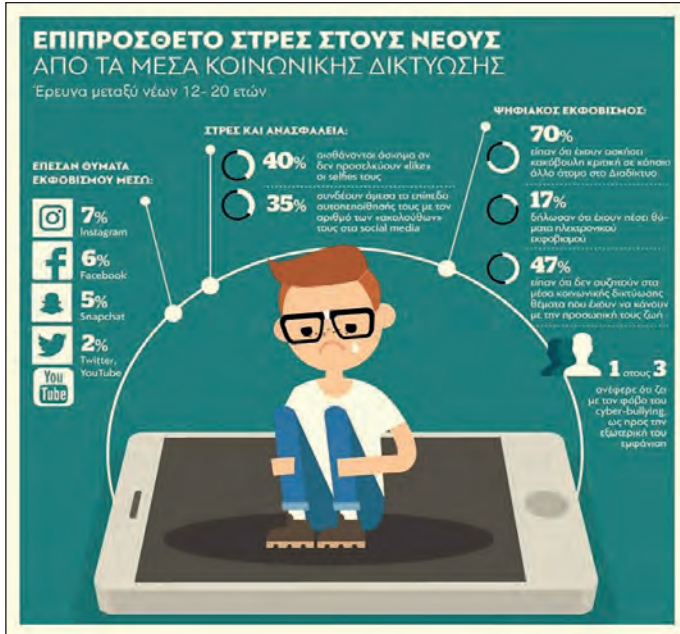 ΕΠΙΠΡΟΣΘΕΤΟ ΣΤΡΕΣ ΣΤΟΥΣ ΝΕΟΥΣ
ΑΠΟ ΤΑ ΜΕΣΑ ΚΟΙΝΩΝΙΚΗΣ ΔΙΚΤΥΩΣΗΣ
Έρευνα μεταξύ νέων 12- 20 ετών
ΕΠΕΣΑΝ ΘΥΜΑΤΑ
ΕΚΦΟΒΙΣΜΟΥ ΜΕΣΩ:
7%
Instagram
6%
Facebook
5%
Snapchat
2%
Twitter,
YouTube
You
Tube
ΣΤΡΕΣ ΚΑΙ ΑΝΑΣΦΑΛΕΙΑ:
40%
αισθάνονται άσχημα αν
δεν προσελκύουν «like»
οι selfies τους
35%
συνδέουν άμεσα το επίπεδο
αυτοπεποίθησής τους με τον
αριθμό των «ακολούθων»
τους στα social media
ΨΗΦΙΑΚΟΣ ΕΚΦΟΒΙΣΜΟΣ:
70%
είπαν ότι έχουν ασκήσει
κακόβουλη κριτική σε κάποιο
άλλο άτομο στο Διαδίκτυο
17%
δήλωσαν ότι έχουν πέσει θύ-
ματα ηλεκτρονικού
εκφοβισμού
47%
είπαν ότι δεν συζητούν στα
μέσα κοινωνικής δικτύωσης
θέματα που έχουν να κάνουν
με την προσωπική τους ζωή
1 στους 3
ανέφερε ότι ζει
με τον φόβο του
cyber-bullying,
ως προς την
εξωτερική του
εμφάνιση